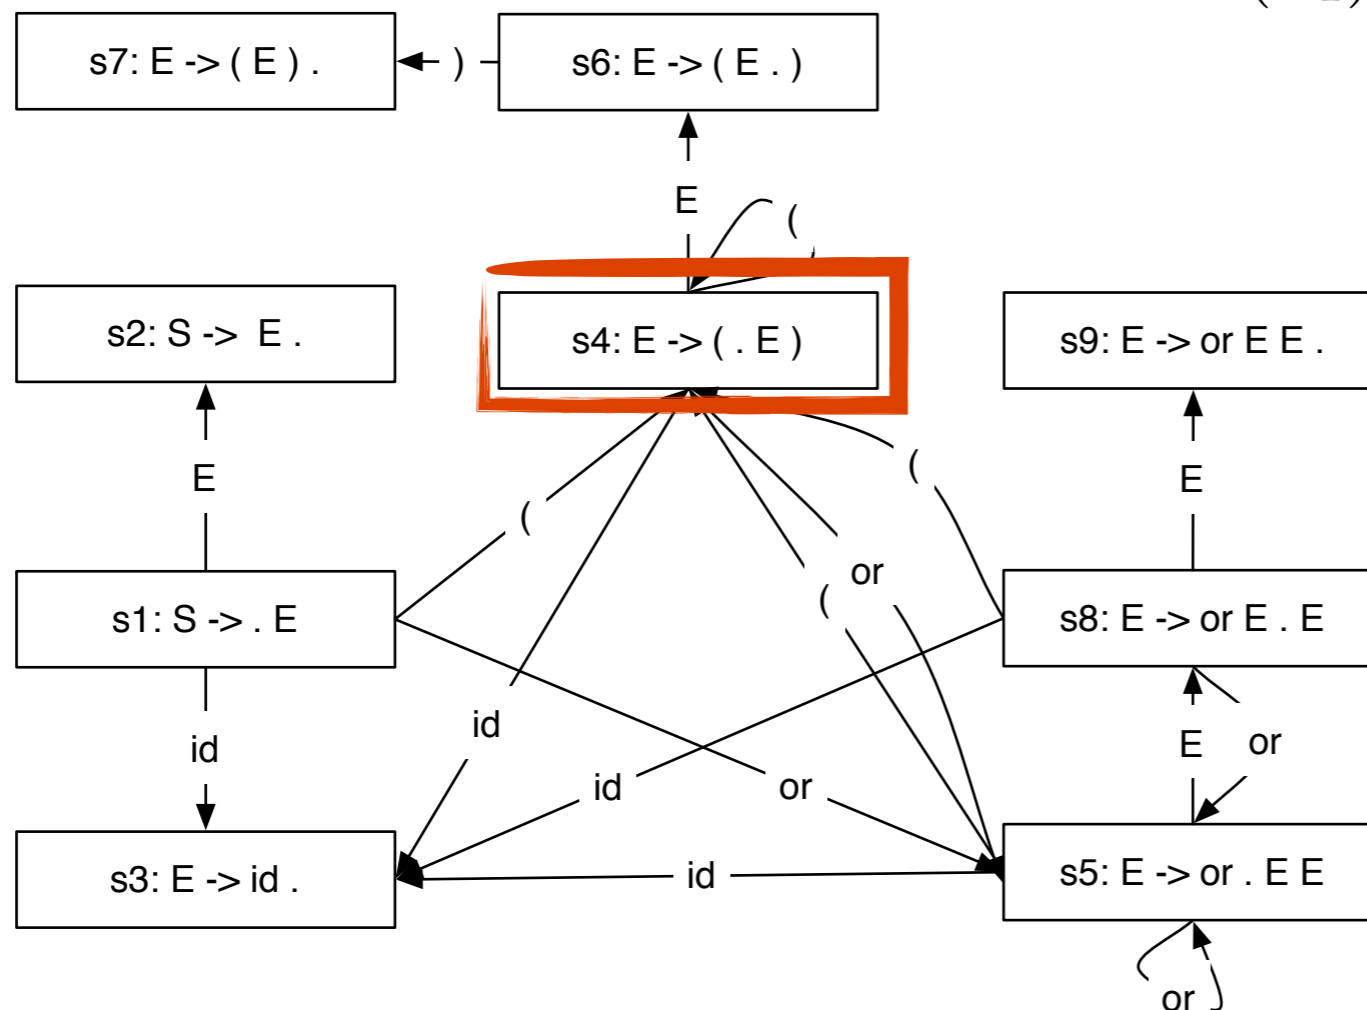 s7: E -> ( E ) .
)
s6: E -> ( E . )
E
(
s2: S -> E .
s4: E -> ( . E )
s9: E -> or E E .
E
(
(
E
or
(
s1: S -> . E
s8: E -> or E . E
id
id
E
or
id
or
s3: E -> id .
id
s5: E -> or . E E
or